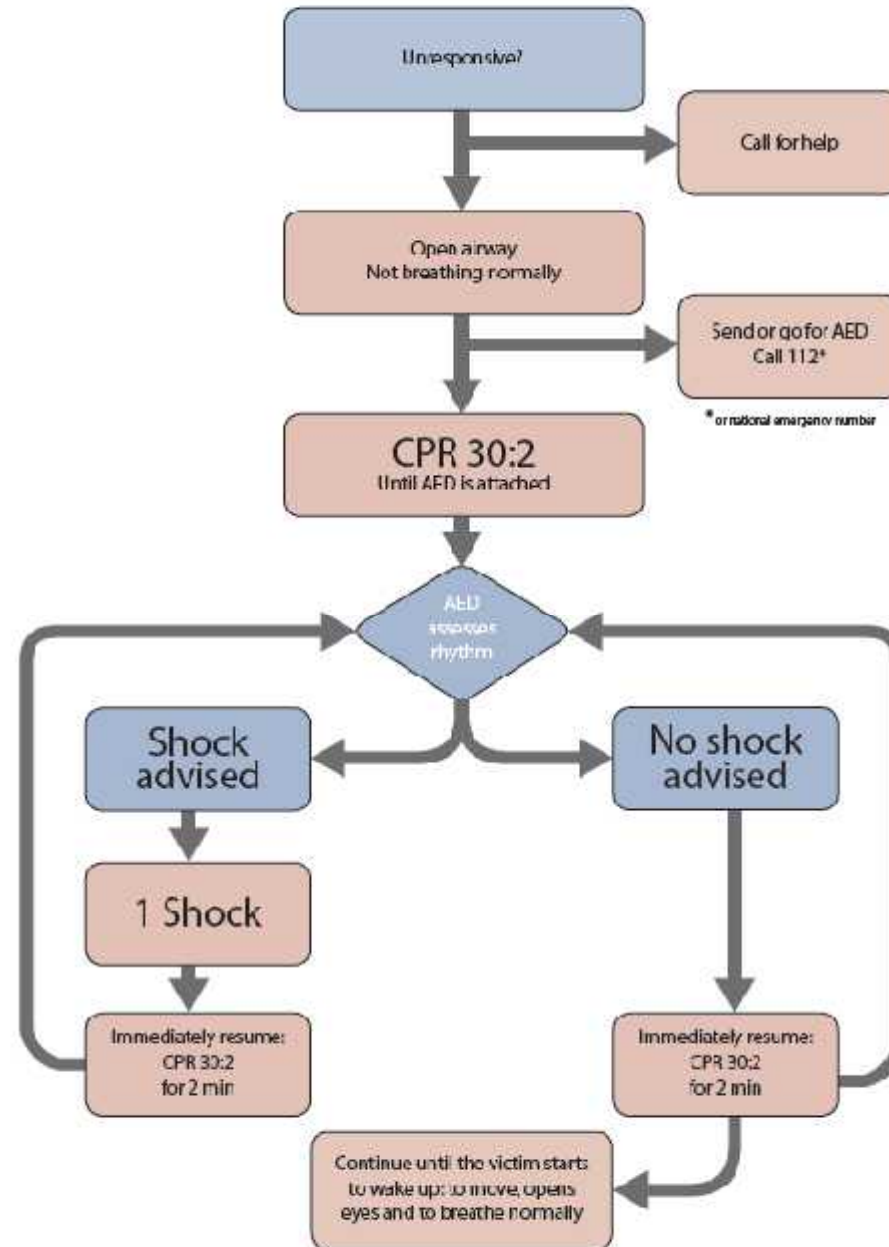 Unresponsive?
Call for help
Open airway
Not breathing normally
Send or go for AED
Call 112*
* or national emergency number
CPR 30:2
Until AED is attached
AED
assesses
rhythm
Shock
advised
No shock
advised
1 Shock
Immediately resume:
CPR 30:2
for 2 min
Immediately resume:
CPR 30:2
for 2 min
Continue until the victim starts
to wake up: to move, opens
eyes and to breathe normally